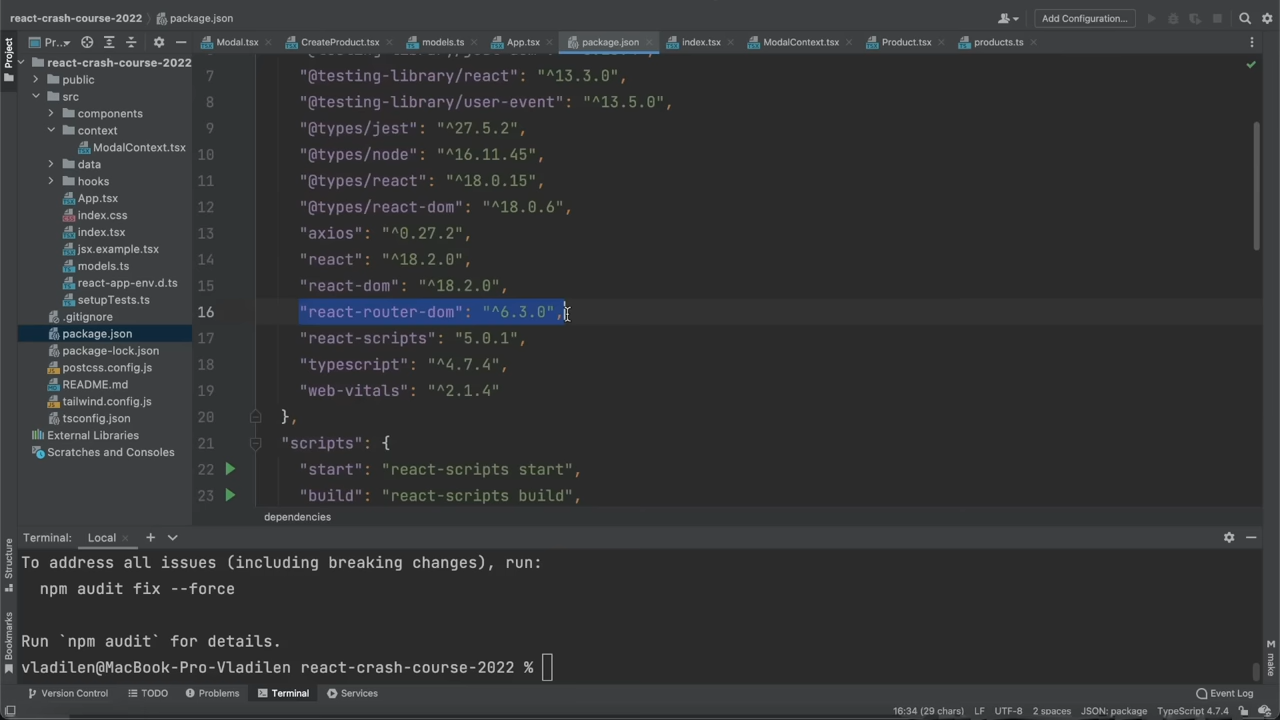 react-crash-course-2022
package.json
Add Configuration...
Project
Pr...
Modal.tsx
CreateProduct.tsx
models.ts
App.tsx
package.json
index.tsx
ModalContext.tsx
Product.tsx
products.ts
react-crash-course-2022
public
src
components
context
ModalContext.tsx
data
hooks
App.tsx
index.css
index.tsx
jsx.example.tsx
models.ts
react-app-env.d.ts
setupTests.ts
.gitignore
package.json
package-lock.json
postcss.config.js
README.md
tailwind.config.js
tsconfig.json
External Libraries
Scratches and Consoles
7 "@testing-library/react": "^13.3.0",
8 "@testing-library/user-event": "^13.5.0",
9 "@types/jest": "^27.5.2",
10 "@types/node": "^16.11.45",
11 "@types/react": "^18.0.15",
12 "@types/react-dom": "^18.0.6",
13 "axios": "^0.27.2",
14 "react": "^18.2.0",
15 "react-dom": "^18.2.0",
16 "react-router-dom": "^6.3.0",
17 "react-scripts": "5.0.1",
18 "typescript": "^4.7.4",
19 "web-vitals": "^2.1.4"
20 },
21 "scripts": {
22 "start": "react-scripts start",
23 "build": "react-scripts build",
dependencies
Terminal: Local
To address all issues (including breaking changes), run:
npm audit fix --force
Run `npm audit` for details.
vladilen@MacBook-Pro-Vladilen react-crash-course-2022 %
Structure
Bookmarks
make
Version Control
TODO
Problems
Terminal
Services
Event Log
16:34 (29 chars)
LF
UTF-8
2 spaces
JSON: package
TypeScript 4.7.4